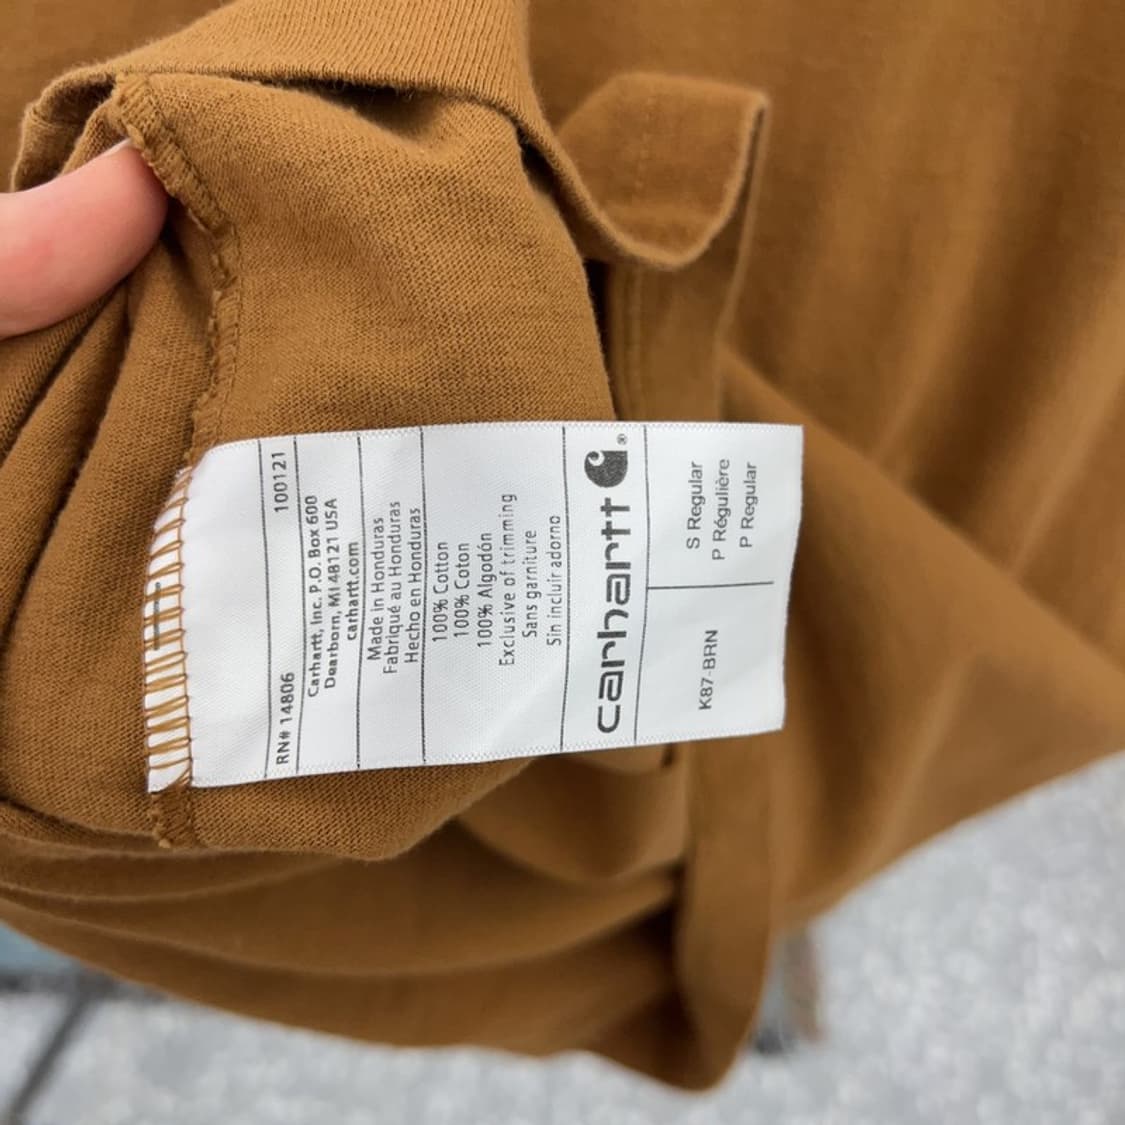 RN# 14806 100121
Carhartt, Inc. P.O. Box 600
Dearborn, MI 48121 USA
carhartt.com
Made in Honduras
Fabriqué au Honduras
Hecho en Honduras
100% Cotton
100% Coton
100% Algodón
Exclusive of trimming
Sans garniture
Sin incluir adorno
carhartt ®
K87-BRN
S Regular
P Régulière
P Regular